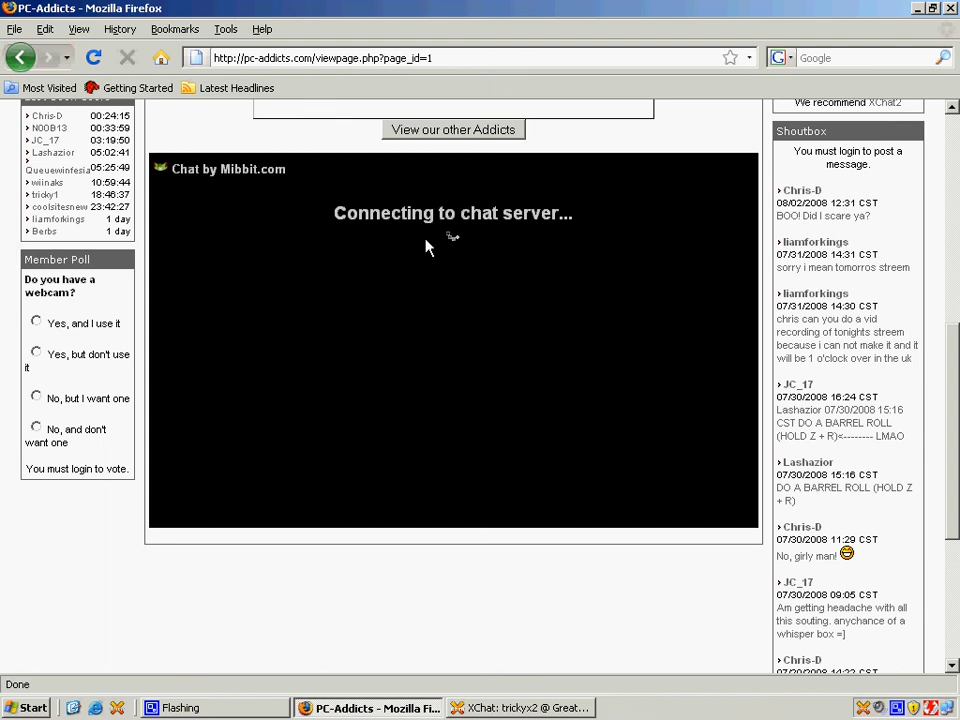 PC-Addicts - Mozilla Firefox
File Edit View History Bookmarks Tools Help
http://pc-addicts.com/viewpage.php?page_id=1
Google
Most Visited Getting Started Latest Headlines
Chris-D 00:24:15
N00B13 00:33:59
JC_17 03:19:50
Lashazior 05:02:41
Queuewinfesia 05:25:49
wiinaks 10:59:44
tricky1 18:46:37
coolsitesnew 23:42:27
liamforkings 1 day
Berbs 1 day
Member Poll
Do you have a
webcam?
Yes, and I use it
Yes, but don't use
it
No, but I want one
No, and don't
want one
You must login to vote.
View our other Addicts
Chat by Mibbit.com
Connecting to chat server...
We recommend XChat2
Shoutbox
You must login to post a
message.
Chris-D
08/02/2008 12:31 CST
BOO! Did I scare ya?
liamforkings
07/31/2008 14:31 CST
sorry i mean tomorros streem
liamforkings
07/31/2008 14:30 CST
chris can you do a vid
recording of tonights streem
because i can not make it and it
will be 1 o'clock over in the uk
JC_17
07/30/2008 16:24 CST
Lashazior 07/30/2008 15:16
CST DO A BARREL ROLL
(HOLD Z + R)<-------- LMAO
Lashazior
07/30/2008 15:16 CST
DO A BARREL ROLL (HOLD Z
+ R)
Chris-D
07/30/2008 11:29 CST
No, girly man!
JC_17
07/30/2008 09:05 CST
Am getting headache with all
this souting. anychance of a
whisper box =]
Chris-D
Done
Start Flashing PC-Addicts - Mozilla Fi... XChat: trickyx2 @ Great...